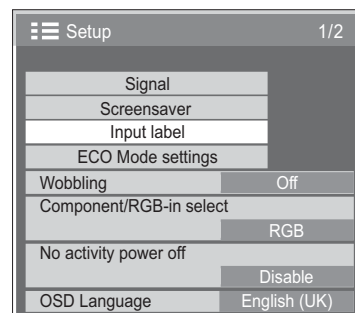 Setup 1/2
Signal
Screensaver
Input label
ECO Mode settings
Wobbling Off
Component/RGB-in select
RGB
No activity power off
Disable
OSD Language English (UK)